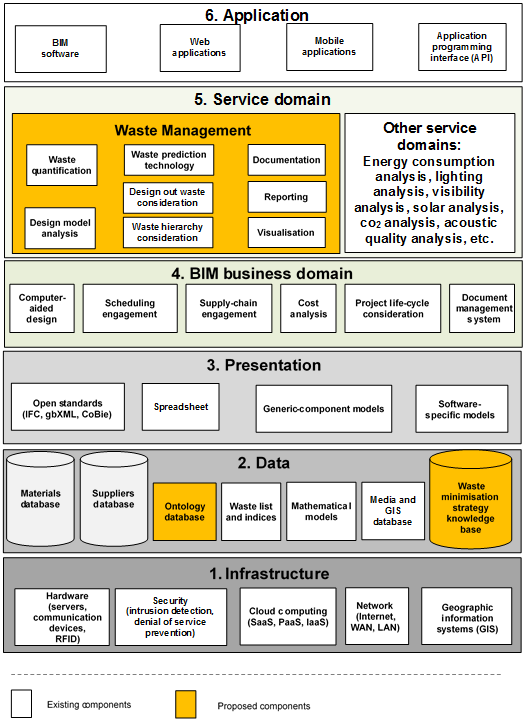 6. Application
BIM
software
Web
applications
Mobile
applications
Application
programming
interface (API)
5. Service domain
Waste Management
Waste
quantification
Waste prediction
technology
Documentation
Design out waste
consideration
Reporting
Design model
analysis
Waste hierarchy
consideration
Visualisation
Other service
domains:
Energy consumption
analysis, lighting
analysis, visibility
analysis, solar analysis,
co2 analysis, acoustic
quality analysis, etc.
4. BIM business domain
Computer-
aided
design
Scheduling
engagement
Supply-chain
engagement
Cost
analysis
Project life-cycle
consideration
Document
management
system
3. Presentation
Open standards
(IFC, gbXML, CoBie)
Spreadsheet
Generic-component models
Software-
specific models
2. Data
Materials
database
Suppliers
database
Ontology
database
Waste list
and indices
Mathematical
models
Media and
GIS
database
Waste
minimisation
strategy
knowledge
base
1. Infrastructure
Hardware
(servers,
communication
devices,
RFID)
Security
(intrusion detection,
denial of service
prevention)
Cloud computing
(SaaS, PaaS, IaaS)
Network
(Internet,
WAN, LAN)
Geographic
information
systems (GIS)
Existing components
Proposed components